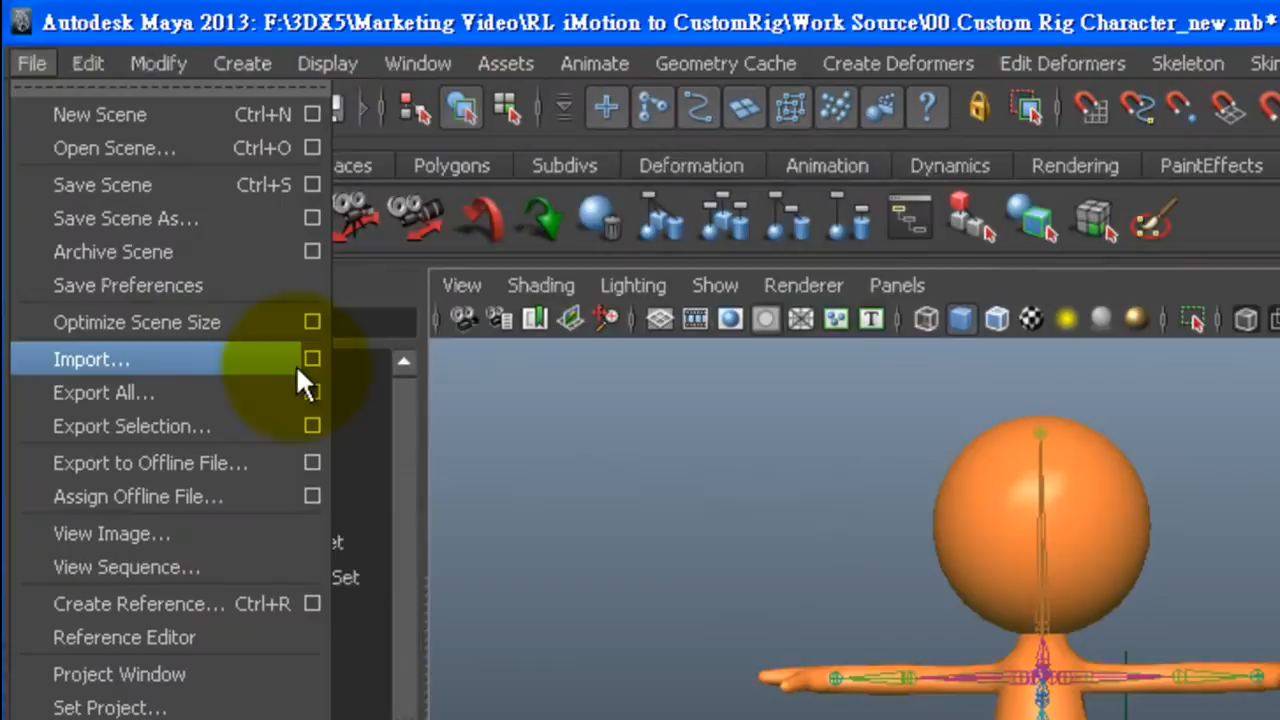 Autodesk Maya 2013: F:\3DX5\Marketing Video\RL iMotion to CustomRig\Work Source\00.Custom Rig Character_new.mb*
File Edit Modify Create Display Window Assets Animate Geometry Cache Create Deformers Edit Deformers Skeleton Skin
New Scene Ctrl+N
Open Scene... Ctrl+O
aces Polygons Subdivs Deformation Animation Dynamics Rendering PaintEffects
Save Scene Ctrl+S
Save Scene As...
Archive Scene
Save Preferences
View Shading Lighting Show Renderer Panels
Optimize Scene Size
T
Import...
Export All...
Export Selection...
Export to Offline File...
Assign Offline File...
View Image...
et
View Sequence...
Set
Create Reference... Ctrl+R
Reference Editor
Project Window
Set Project...